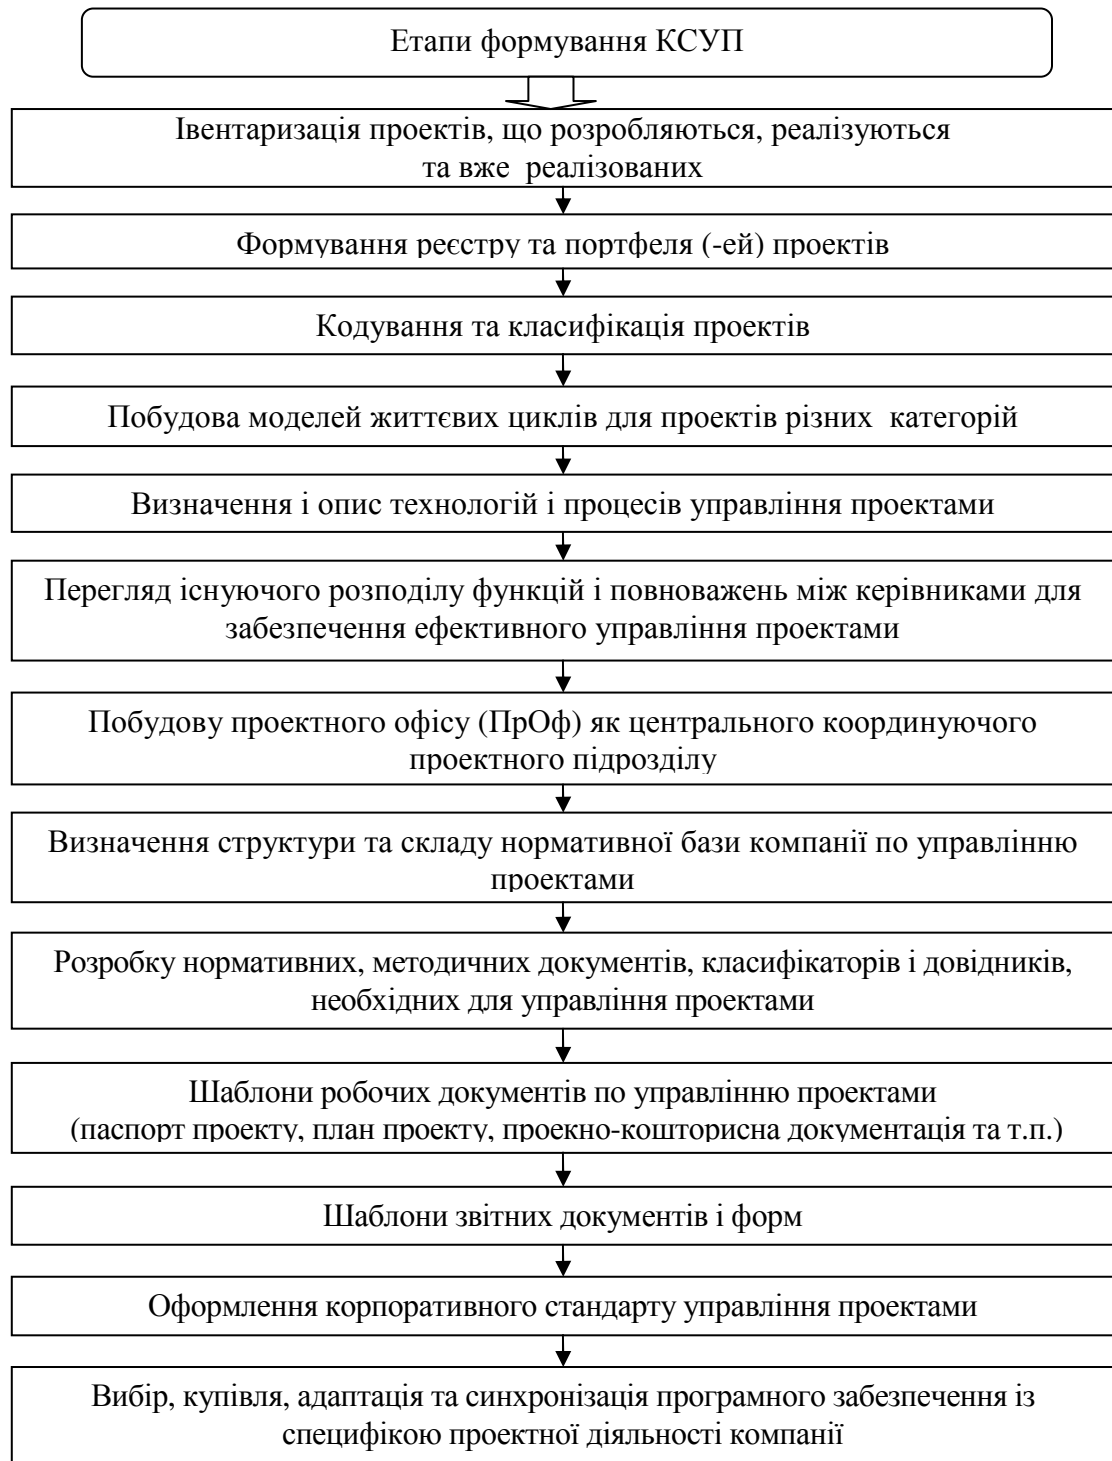 Етапи формування КСУП
Івентаризація проектів, що розробляються, реалізуються
та вже реалізованих
Формування реєстру та портфеля (-ей) проектів
Кодування та класифікація проектів
Побудова моделей життєвих циклів для проектів різних категорій
Визначення і опис технологій і процесів управління проектами
Перегляд існуючого розподілу функцій і повноважень між керівниками для
забезпечення ефективного управління проектами
Побудову проектного офісу (ПрОф) як центрального координуючого
проектного підрозділу
Визначення структури та складу нормативної бази компанії по управлінню
проектами
Розробку нормативних, методичних документів, класифікаторів і довідників,
необхідних для управління проектами
Шаблони робочих документів по управлінню проектами
(паспорт проекту, план проекту, проекно-кошторисна документація та т.п.)
Шаблони звітних документів і форм
Оформлення корпоративного стандарту управління проектами
Вибір, купівля, адаптація та синхронізація програмного забезпечення із
специфікою проектної діяльності компанії